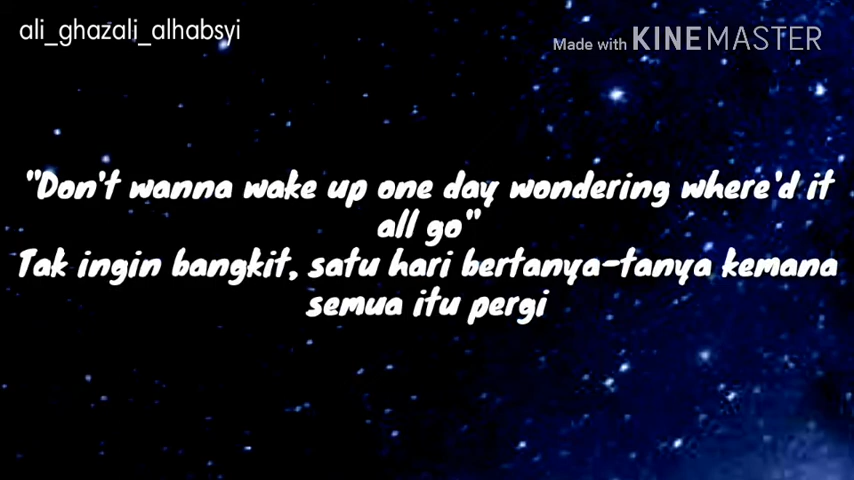 ali_ghazali_alhabsyi
Made with KINEMASTER
"Don't wanna wake up one day wondering where'd it
all go"
Tak ingin bangkit, satu hari bertanya-tanya kemana
semua itu pergi